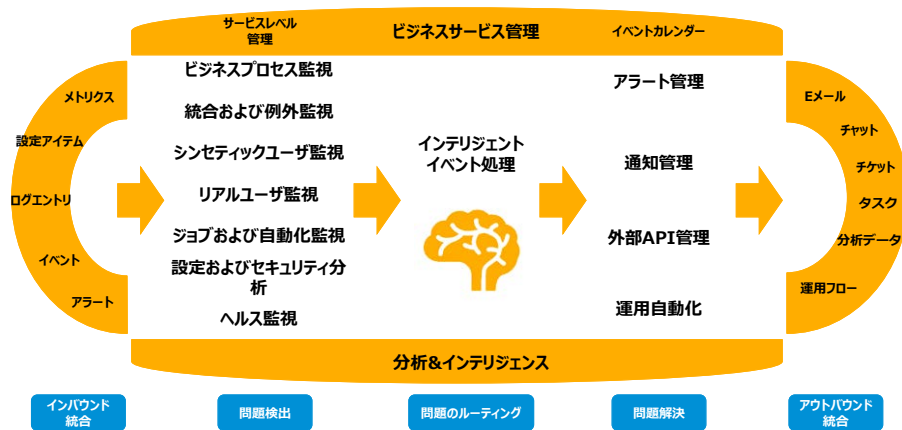 サービスレベル
管理
ビジネスサービス管理
イベントカレンダー
メトリクス
設定アイテム
ログエントリ
イベント
アラート
ビジネスプロセス監視
統合および例外監視
シンセティックユーザ監視
リアルユーザ監視
ジョブおよび自動化監視
設定およびセキュリティ分
析
ヘルス監視
インテリジェント
イベント処理
アラート管理
通知管理
外部API管理
運用自動化
Eメール
チャット
チケット
タスク
分析データ
運用フロー
分析&インテリジェンス
インバウンド
統合
問題検出
問題のルーティング
問題解決
アウトバウンド
統合